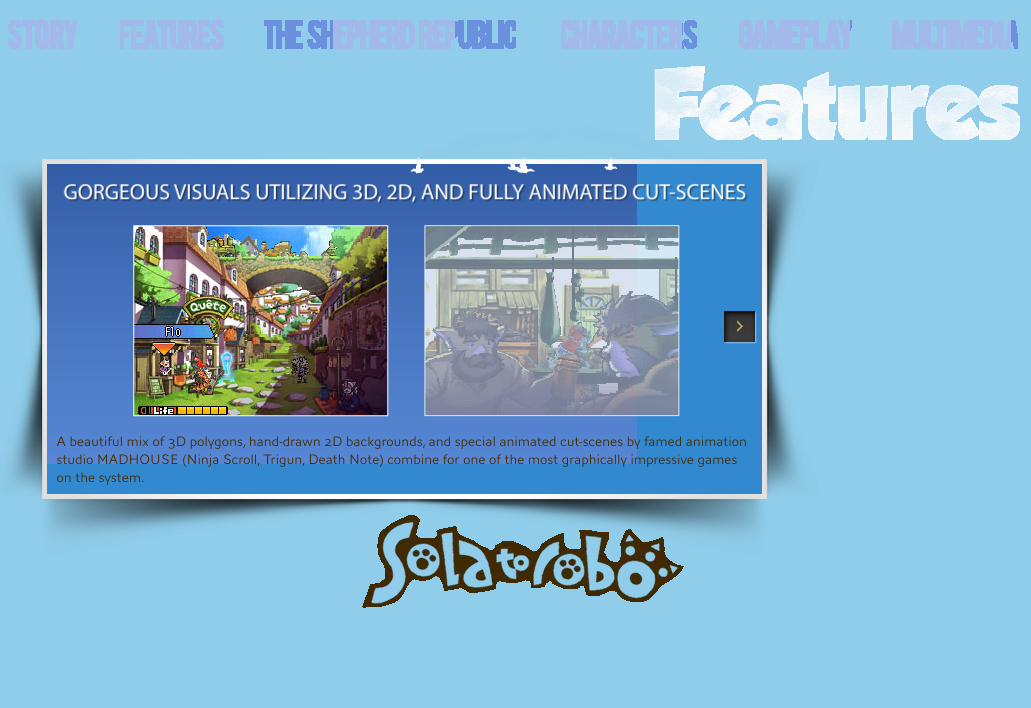 STORY FEATURES THE SHEPHERD REPUBLIC CHARACTERS GAMEPLAY MULTIMEDIA
Features
GORGEOUS VISUALS UTILIZING 3D, 2D, AND FULLY ANIMATED CUT-SCENES
Quête
Flo
Life
A beautiful mix of 3D polygons, hand-drawn 2D backgrounds, and special animated cut-scenes by famed animation
studio MADHOUSE (Ninja Scroll, Trigun, Death Note) combine for one of the most graphically impressive games
on the system.
Solatorobo